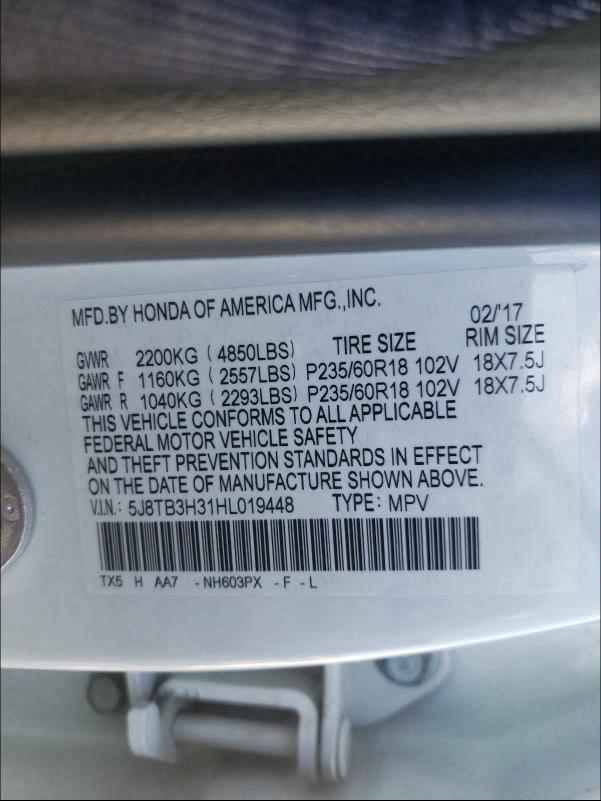 MFD.BY HONDA OF AMERICA MFG.,INC. 02/'17
GVWR 2200KG ( 4850LBS) TIRE SIZE RIM SIZE
GAWR F 1160KG ( 2557LBS) P235/60R18 102V 18X7.5J
GAWR R 1040KG ( 2293LBS) P235/60R18 102V 18X7.5J
THIS VEHICLE CONFORMS TO ALL APPLICABLE
FEDERAL MOTOR VEHICLE SAFETY
AND THEFT PREVENTION STANDARDS IN EFFECT
ON THE DATE OF MANUFACTURE SHOWN ABOVE.
V.I.N.: 5J8TB3H31HL019448 TYPE: MPV
TX5 H AA7 - NH603PX - F - L